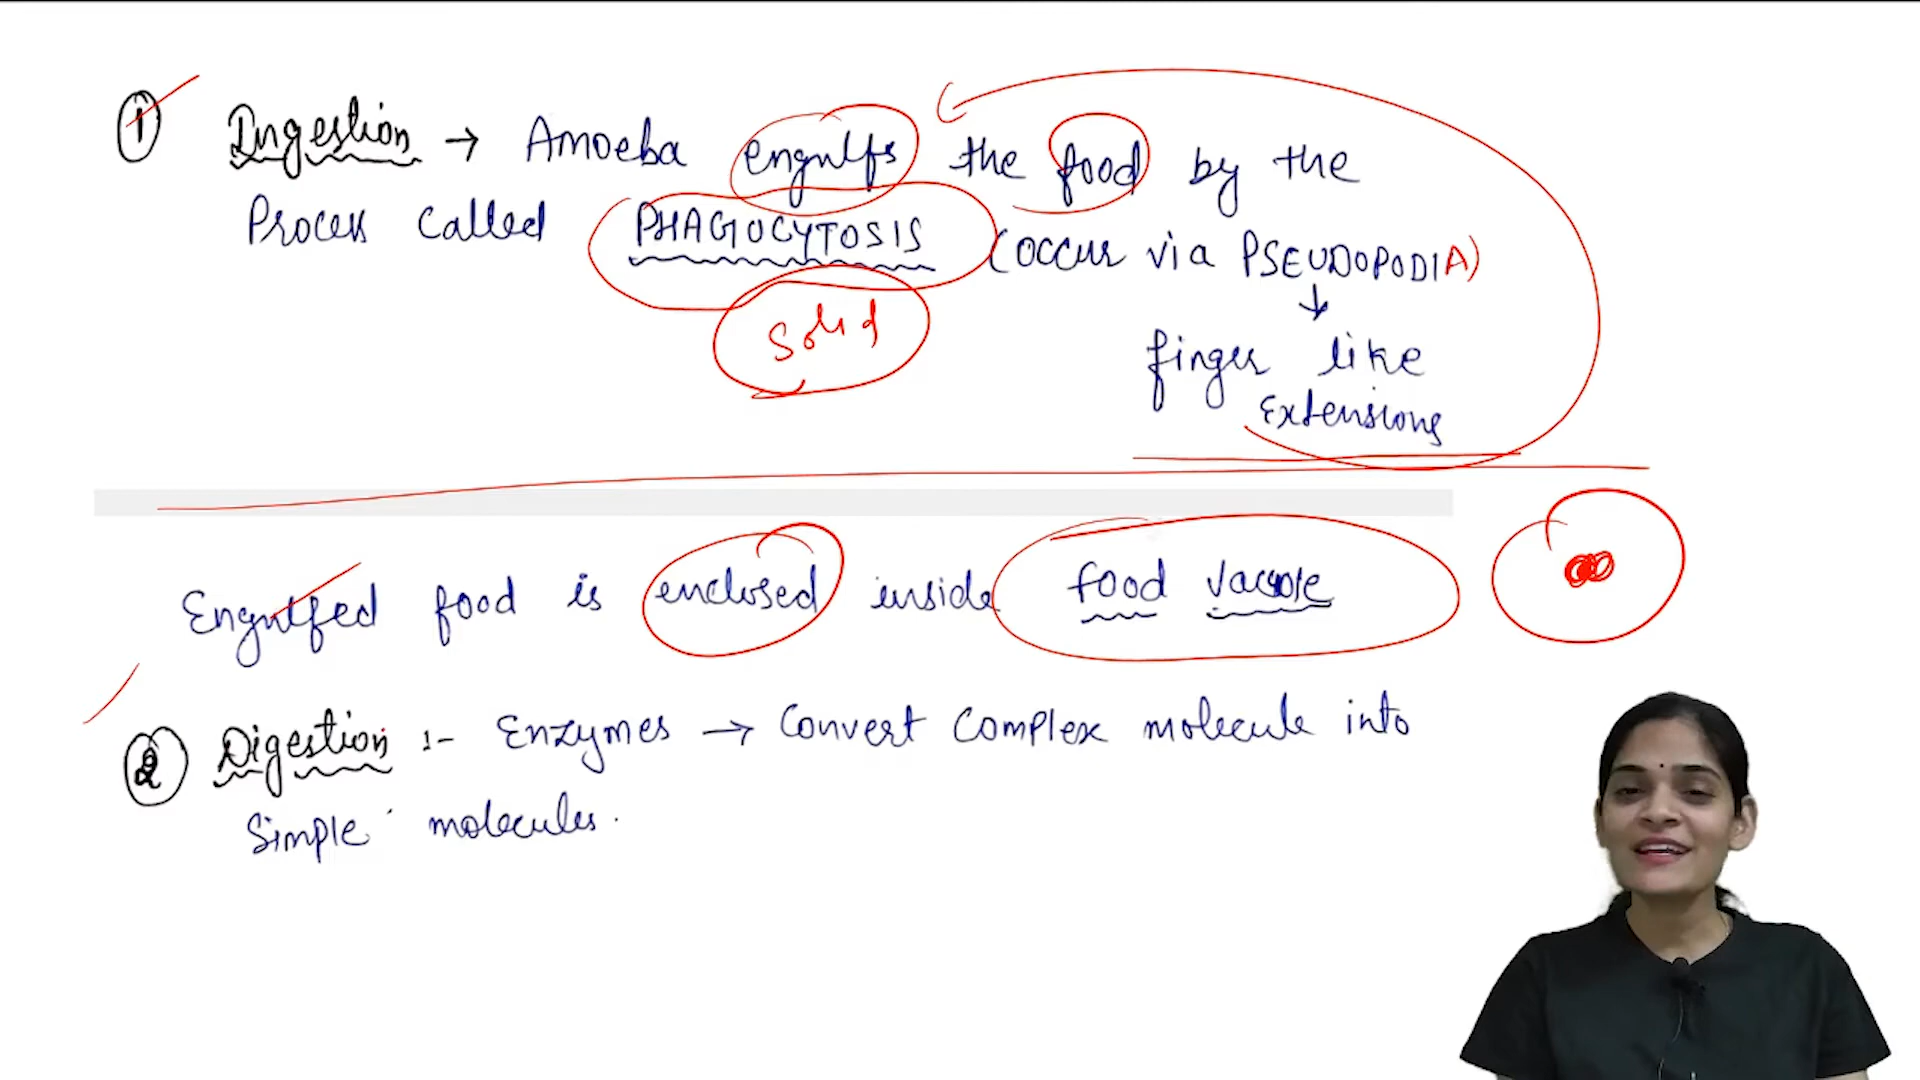 ① Ingestion → Amoeba engulfs the food by the
Process called PHAGOCYTOSIS (occur via PSEUDOPODIA)
↓
Solid
finger like
Extensions
Engulfed food is enclosed inside food vacuole
② Digestion :- Enzymes → Convert Complex molecule into
Simple molecules.